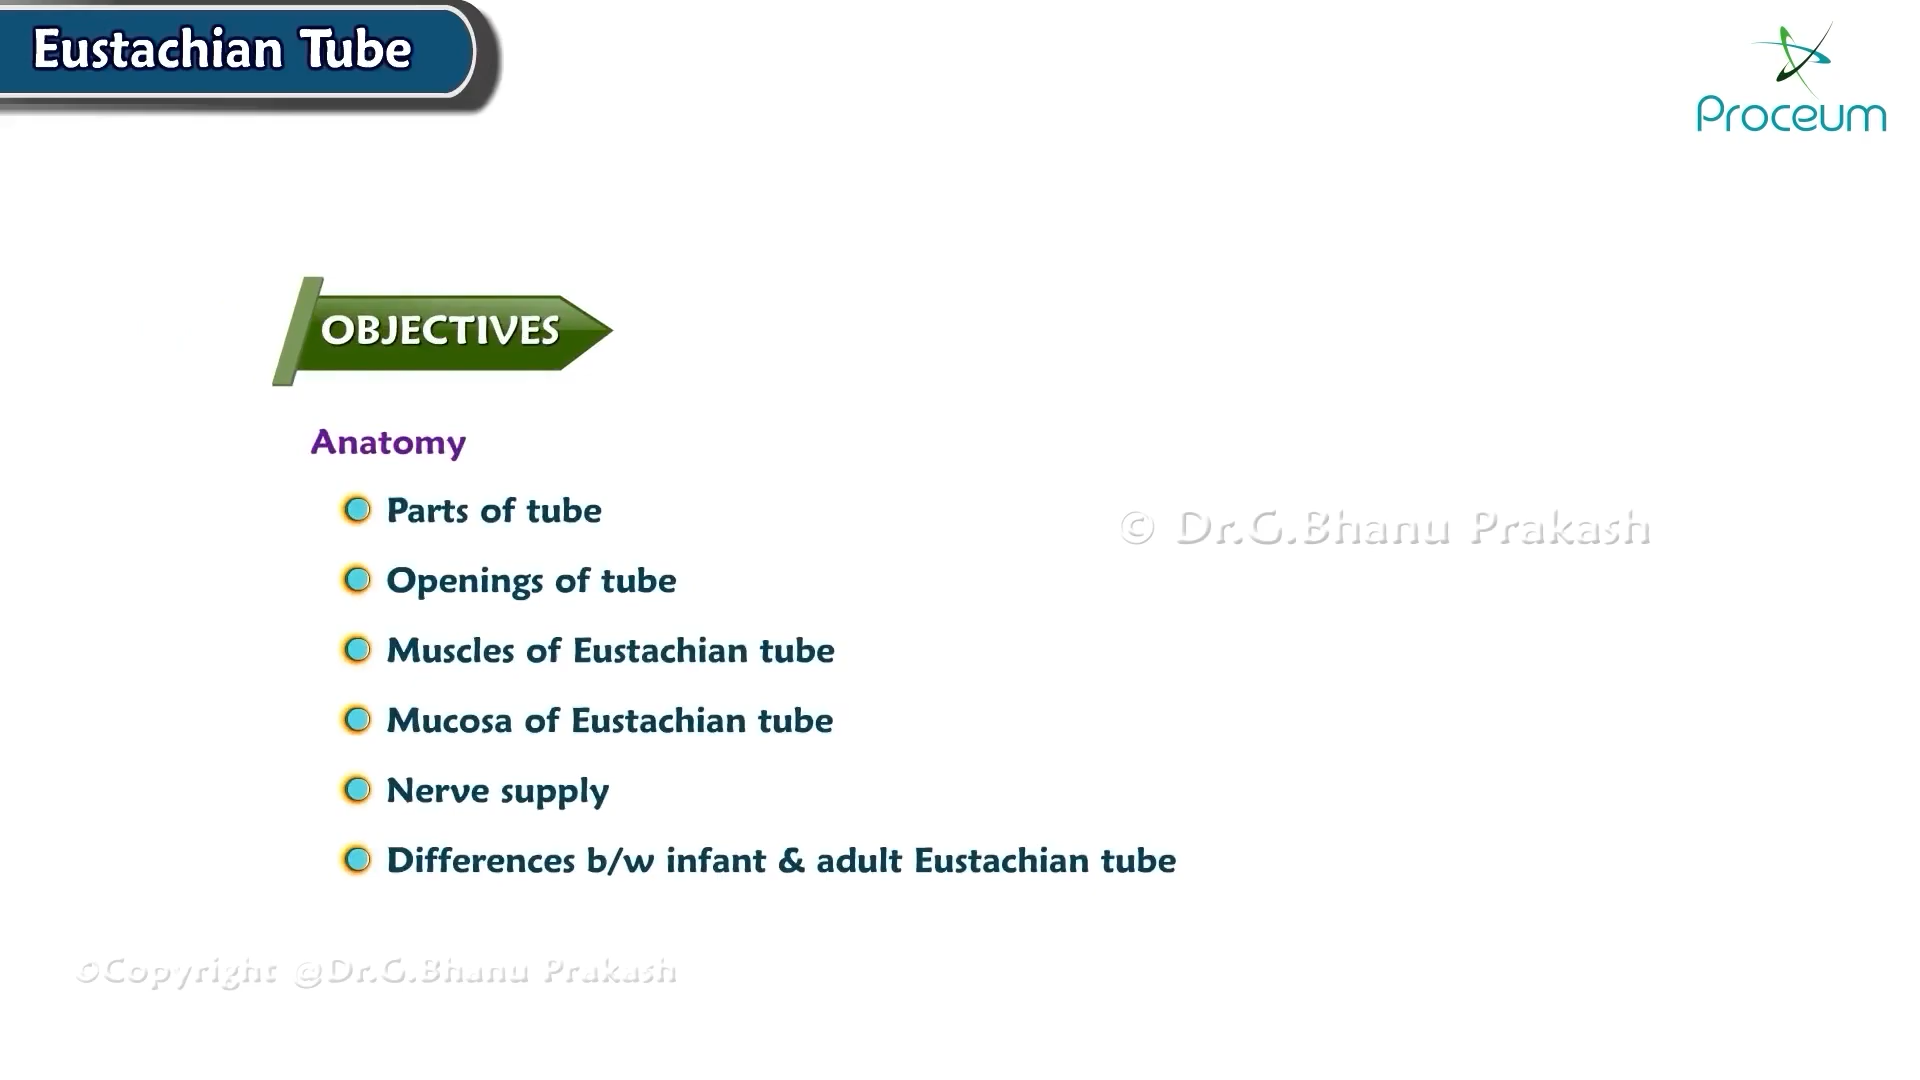 Eustachian Tube
Proceum
OBJECTIVES
Anatomy
Parts of tube
© Dr.G.Bhanu Prakash
Openings of tube
Muscles of Eustachian tube
Mucosa of Eustachian tube
Nerve supply
Differences b/w infant & adult Eustachian tube
©Copyright @Dr.G.Bhanu Prakash